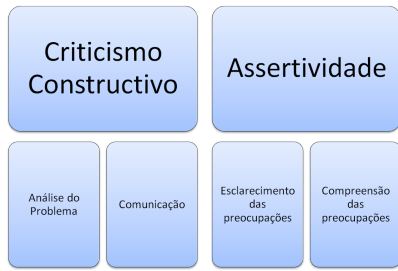 Criticismo
Constructivo
Assertividade
Análise do
Problema
Comunicação
Esclarecimento
das
preocupações
Compreensão
das
preocupações